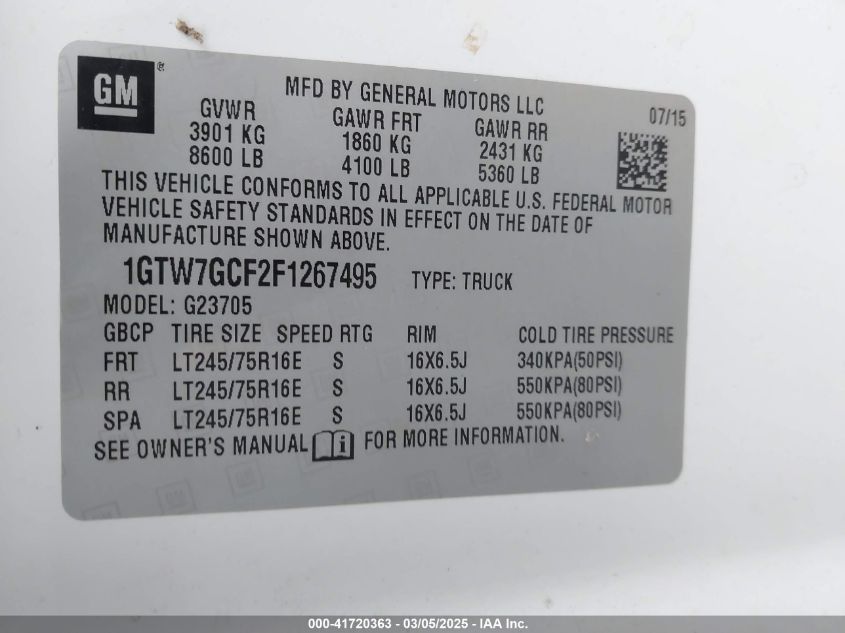 GM®
MFD BY GENERAL MOTORS LLC
07/15
GVWR GAWR FRT GAWR RR
3901 KG 1860 KG 2431 KG
8600 LB 4100 LB 5360 LB
THIS VEHICLE CONFORMS TO ALL APPLICABLE U.S. FEDERAL MOTOR
VEHICLE SAFETY STANDARDS IN EFFECT ON THE DATE OF
MANUFACTURE SHOWN ABOVE.
1GTW7GCF2F1267495 TYPE: TRUCK
MODEL: G23705
GBCP TIRE SIZE SPEED RTG RIM COLD TIRE PRESSURE
FRT LT245/75R16E S 16X6.5J 340KPA(50PSI)
RR LT245/75R16E S 16X6.5J 550KPA(80PSI)
SPA LT245/75R16E S 16X6.5J 550KPA(80PSI)
SEE OWNER'S MANUAL i FOR MORE INFORMATION.
000-41720363 - 03/05/2025 - IAA Inc.